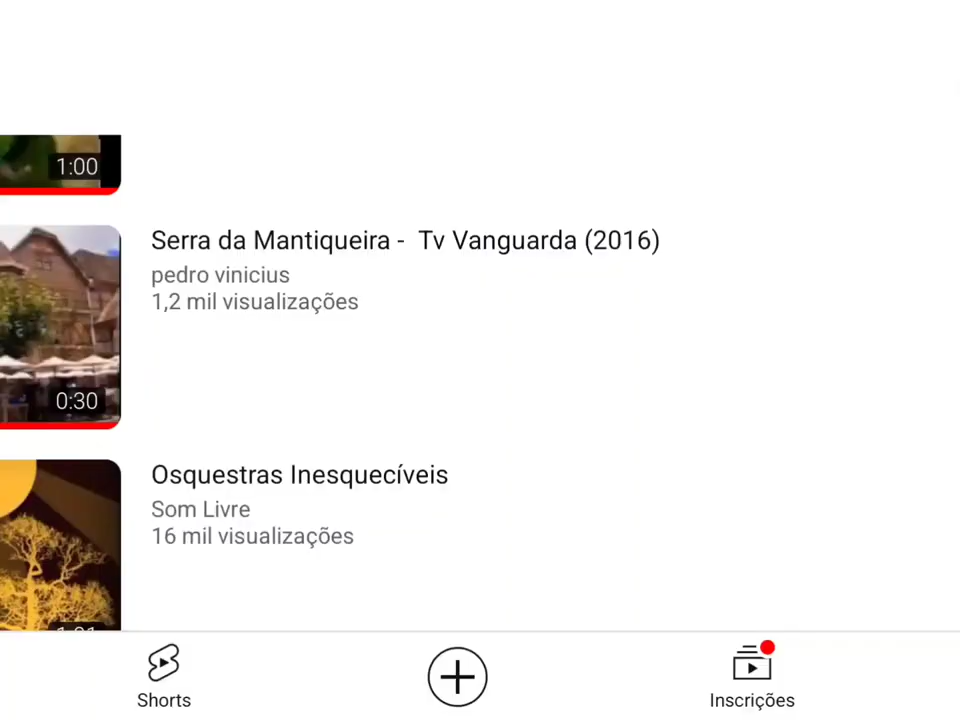 1:00
Serra da Mantiqueira - Tv Vanguarda (2016)
pedro vinicius
1,2 mil visualizações
0:30
Osquestras Inesquecíveis
Som Livre
16 mil visualizações
Shorts
Inscrições